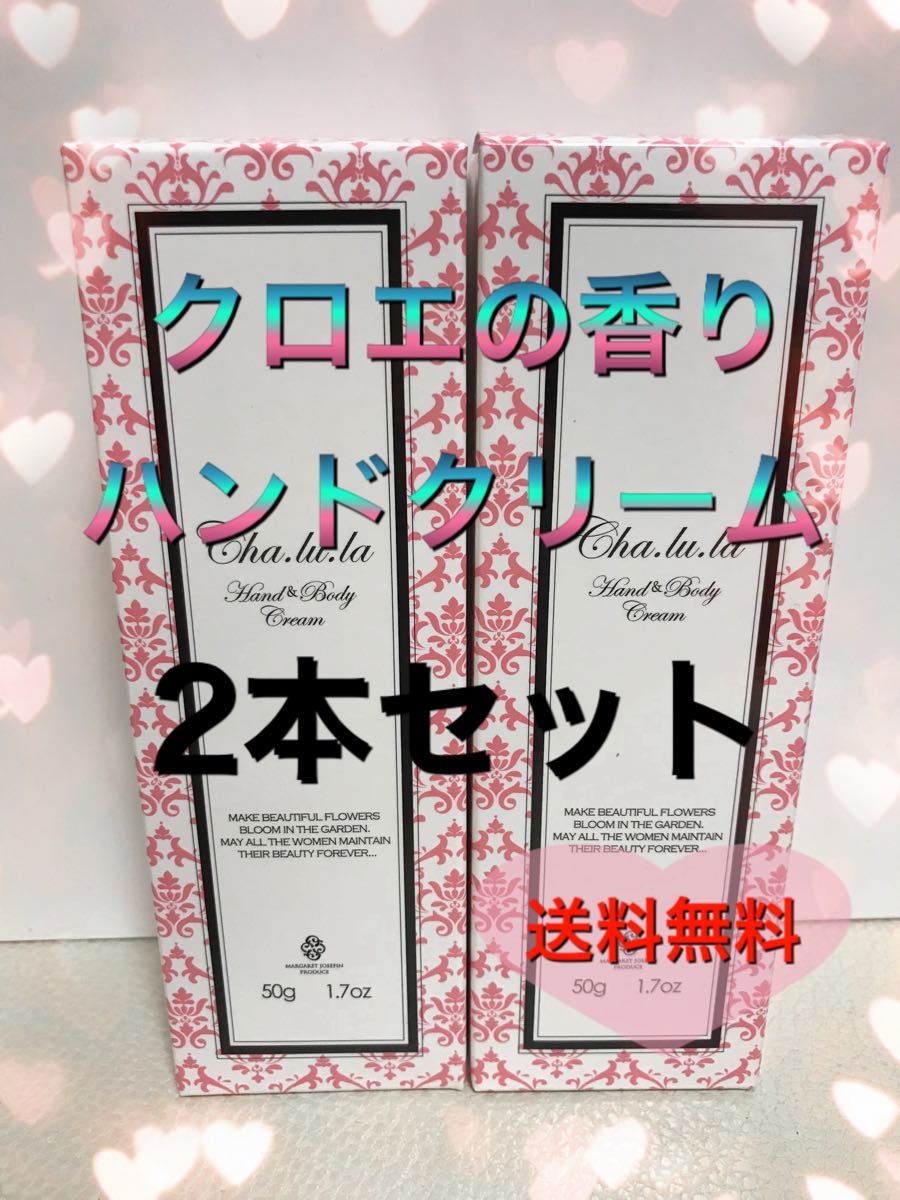 クロエの香り
ハンドクリーム
2本セット
送料無料
Cha.lu.la
Hand & Body
Cream
MAKE BEAUTIFUL FLOWERS
BLOOM IN THE GARDEN.
MAY ALL THE WOMEN MAINTAIN
THEIR BEAUTY FOREVER...
MARGARET JOSEFIN
PRODUCE
50g 1.7oz
Cha.lu.la
Hand & Body
Cream
MAKE BEAUTIFUL FLOWERS
BLOOM IN THE GARDEN.
MAY ALL THE WOMEN MAINTAIN
THEIR BEAUTY FOREVER...
MARGARET JOSEFIN
PRODUCE
50g 1.7oz